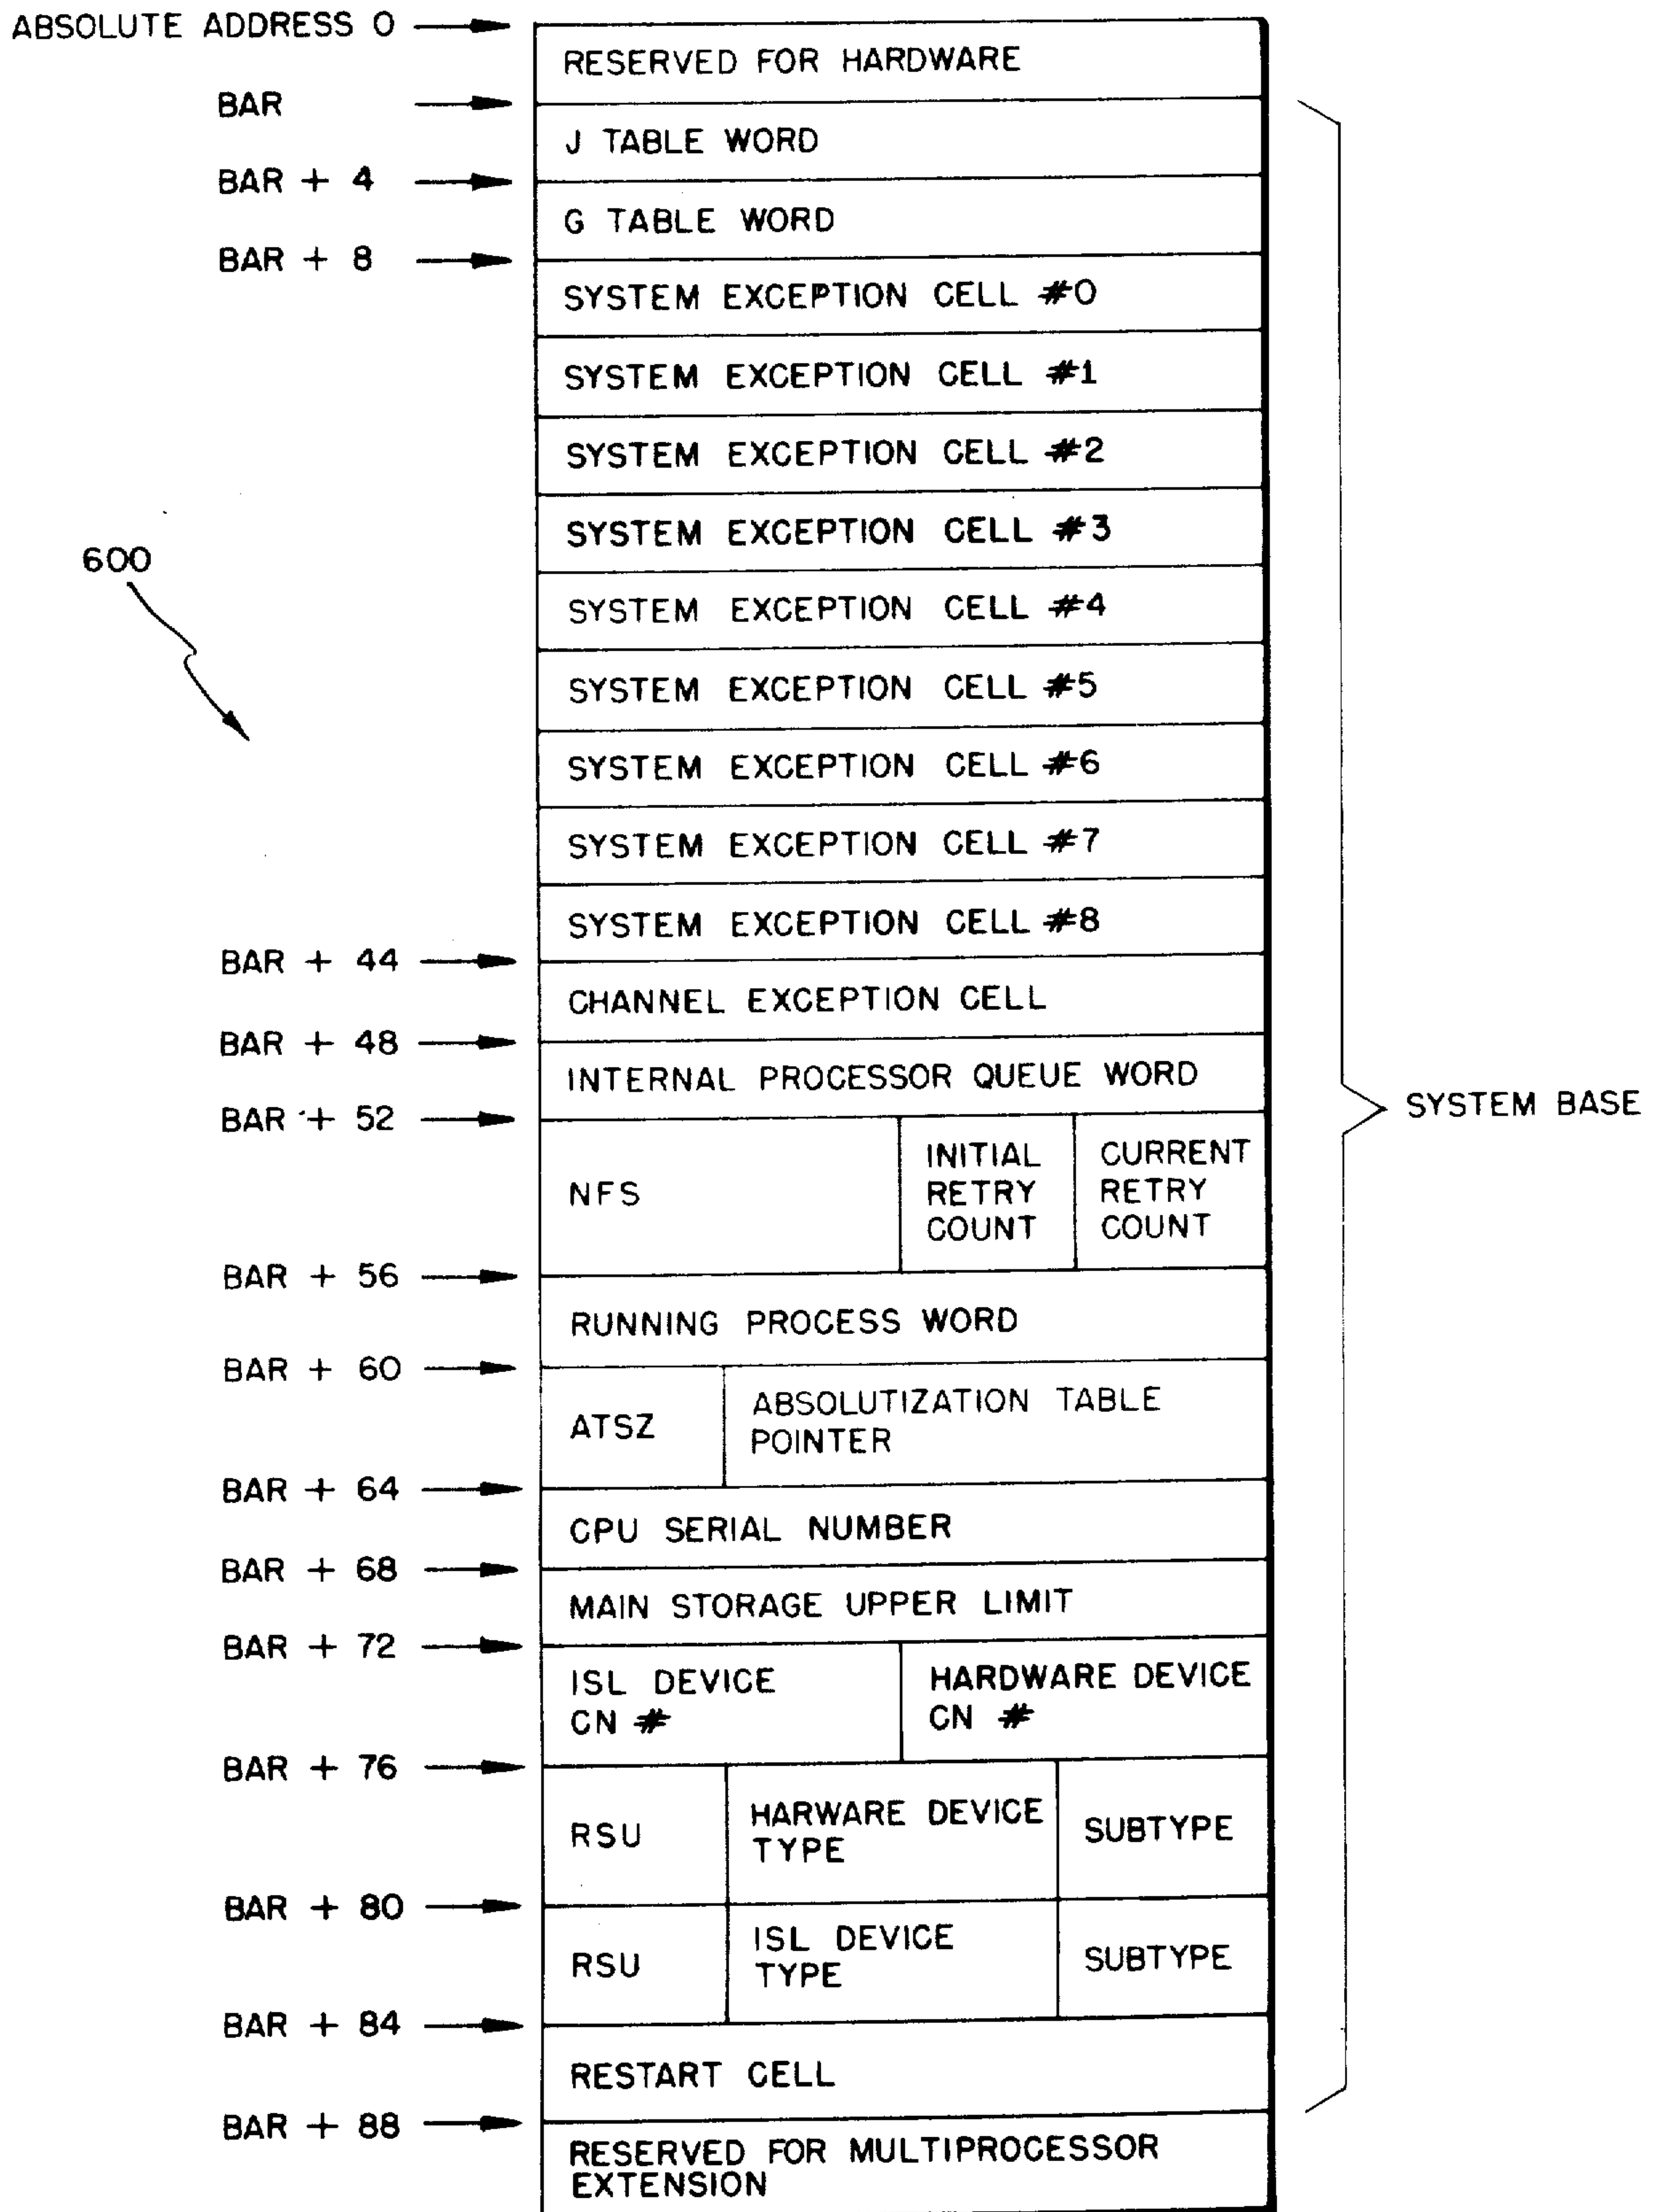 ABSOLUTE ADDRESS 0
RESERVED FOR HARDWARE
BAR
J TABLE WORD
BAR + 4
G TABLE WORD
BAR + 8
SYSTEM EXCEPTION CELL #0
SYSTEM EXCEPTION CELL #1
SYSTEM EXCEPTION CELL #2
SYSTEM EXCEPTION CELL #3
600
SYSTEM EXCEPTION CELL #4
SYSTEM EXCEPTION CELL #5
SYSTEM EXCEPTION CELL #6
SYSTEM EXCEPTION CELL #7
SYSTEM EXCEPTION CELL #8
BAR + 44
CHANNEL EXCEPTION CELL
BAR + 48
INTERNAL PROCESSOR QUEUE WORD
SYSTEM BASE
BAR + 52
NFS
INITIAL
RETRY
COUNT
CURRENT
RETRY
COUNT
BAR + 56
RUNNING PROCESS WORD
BAR + 60
ATSZ
ABSOLUTIZATION TABLE
POINTER
BAR + 64
CPU SERIAL NUMBER
BAR + 68
MAIN STORAGE UPPER LIMIT
BAR + 72
ISL DEVICE
CN #
HARDWARE DEVICE
CN #
BAR + 76
RSU
HARWARE DEVICE
TYPE
SUBTYPE
BAR + 80
RSU
ISL DEVICE
TYPE
SUBTYPE
BAR + 84
RESTART CELL
BAR + 88
RESERVED FOR MULTIPROCESSOR
EXTENSION